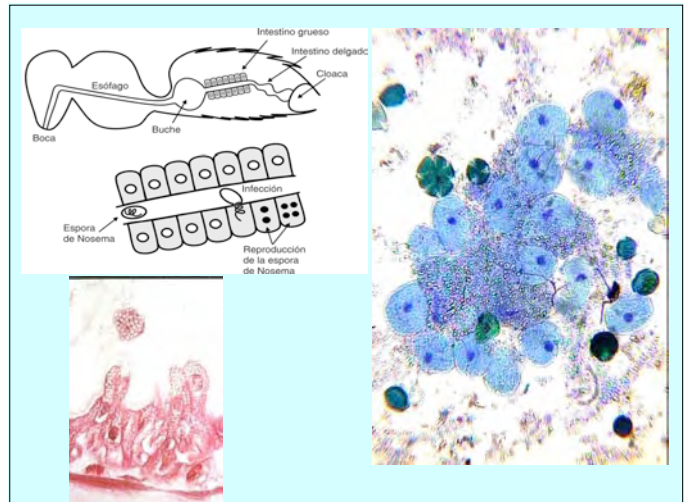 Intestino grueso
Intestino delgado
Cloaca
Esófago
Buche
Boca
Infección
Espora
de Nosema
Reproducción
de la espora
de Nosema